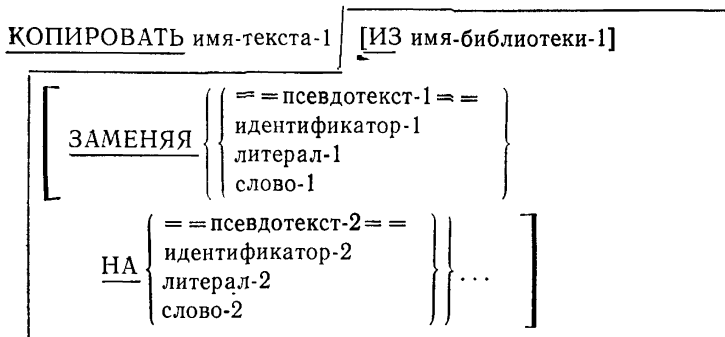 КОПИРОВАТЬ имя-текста-1 [ИЗ имя-библиотеки-1]
= =псевдотекст-1= =
идентификатор-1
ЗАМЕНЯЯ
литерал-1
слово-1
= =псевдотекст-2= =
идентификатор-2
НА
литерал-2
...
слово-2